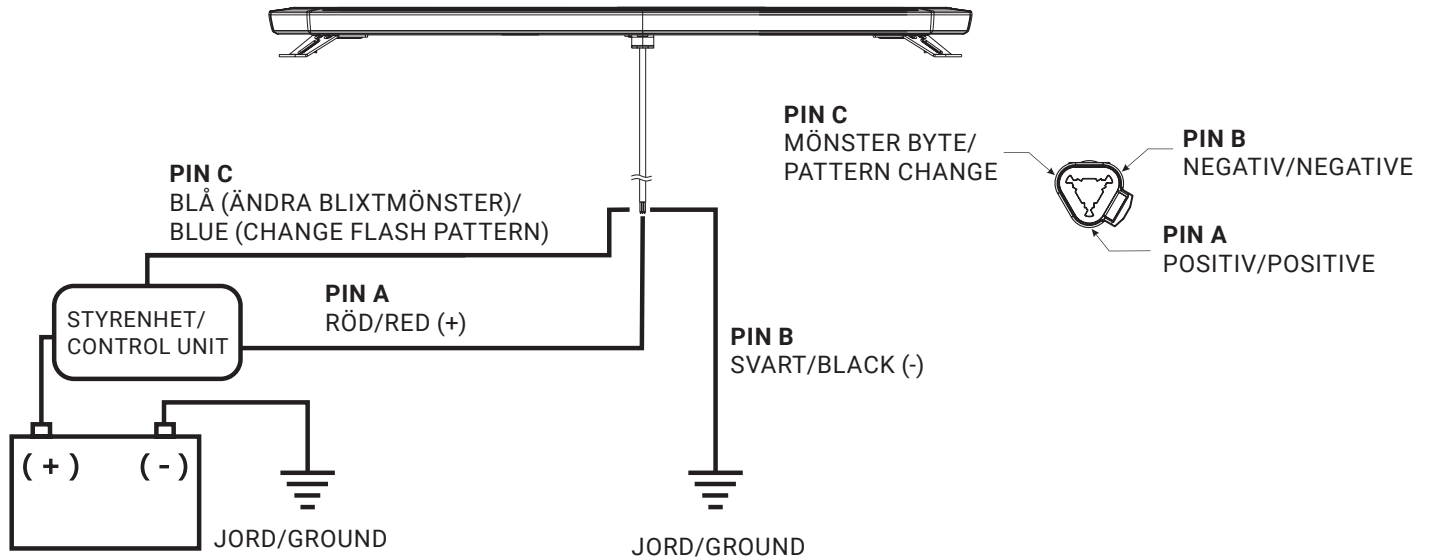 PIN C
MÖNSTER BYTE/
PATTERN CHANGE
PIN B
NEGATIV/NEGATIVE
PIN A
POSITIV/POSITIVE
PIN C
BLÅ (ÄNDRA BLIXTMÖNSTER)/
BLUE (CHANGE FLASH PATTERN)
PIN A
RÖD/RED (+)
STYRENHET/
CONTROL UNIT
PIN B
SVART/BLACK (-)
(+) (-)
JORD/GROUND
JORD/GROUND